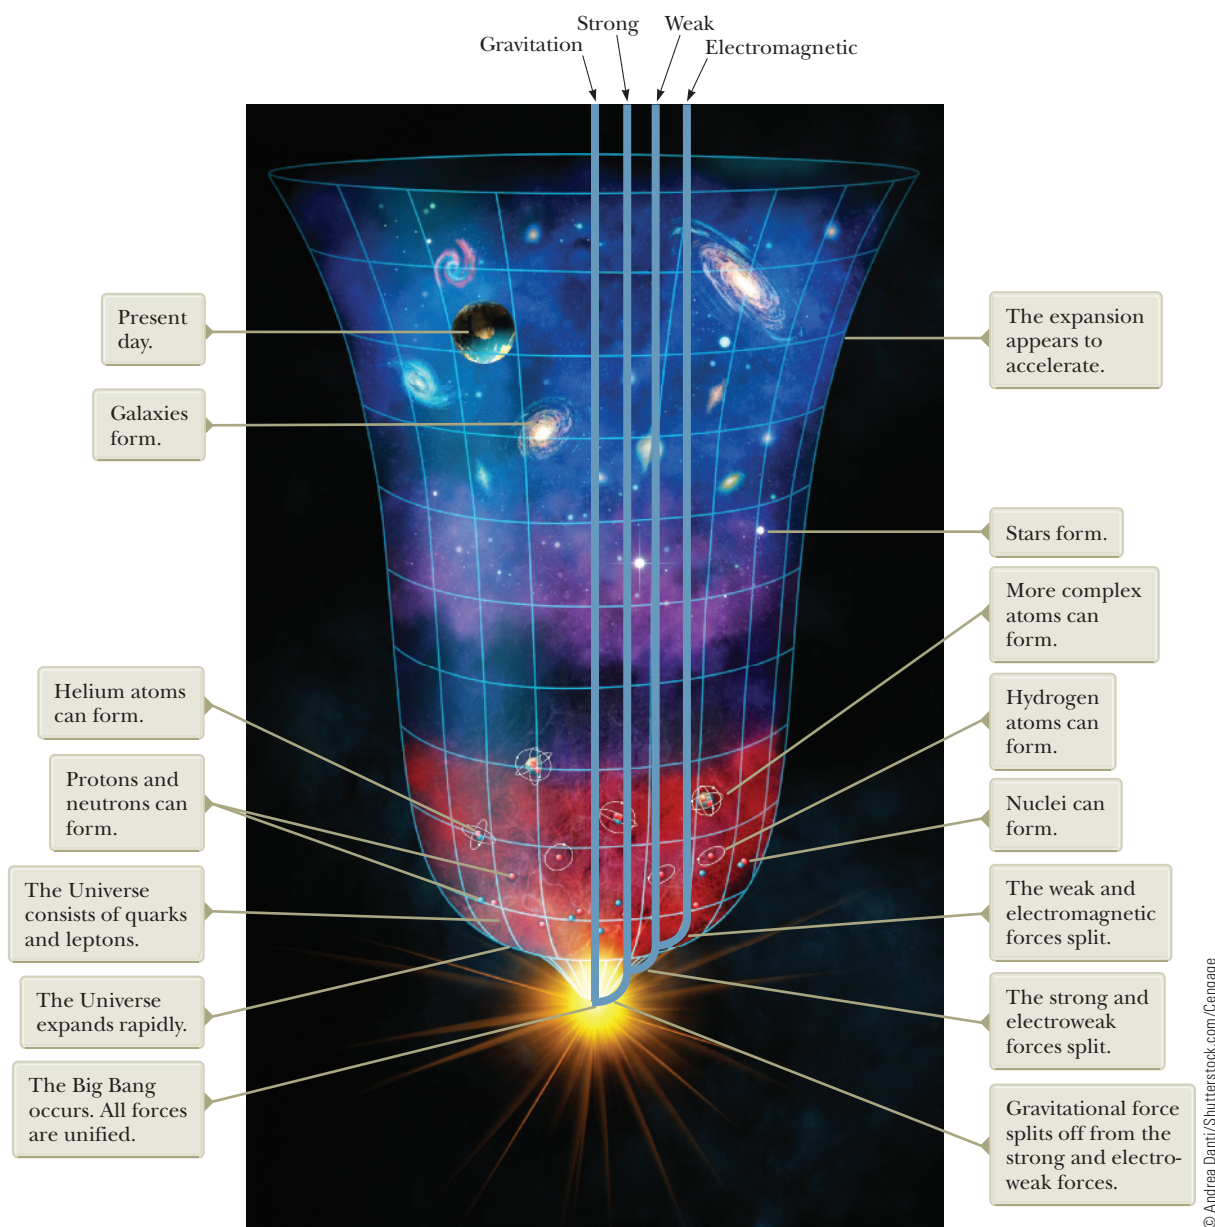 Strong
Weak
Gravitation
Electromagnetic
Present
day.
Galaxies
form.
Helium atoms
can form.
Protons and
neutrons can
form.
The Universe
consists of quarks
and leptons.
The Universe
expands rapidly.
The Big Bang
occurs. All forces
are unified.
The expansion
appears to
accelerate.
Stars form.
More complex
atoms can
form.
Hydrogen
atoms can
form.
Nuclei can
form.
The weak and
electromagnetic
forces split.
The strong and
electroweak
forces split.
Gravitational force
splits off from the
strong and electro-
weak forces.
© Andrea Danti/Shutterstock.com/Cengage